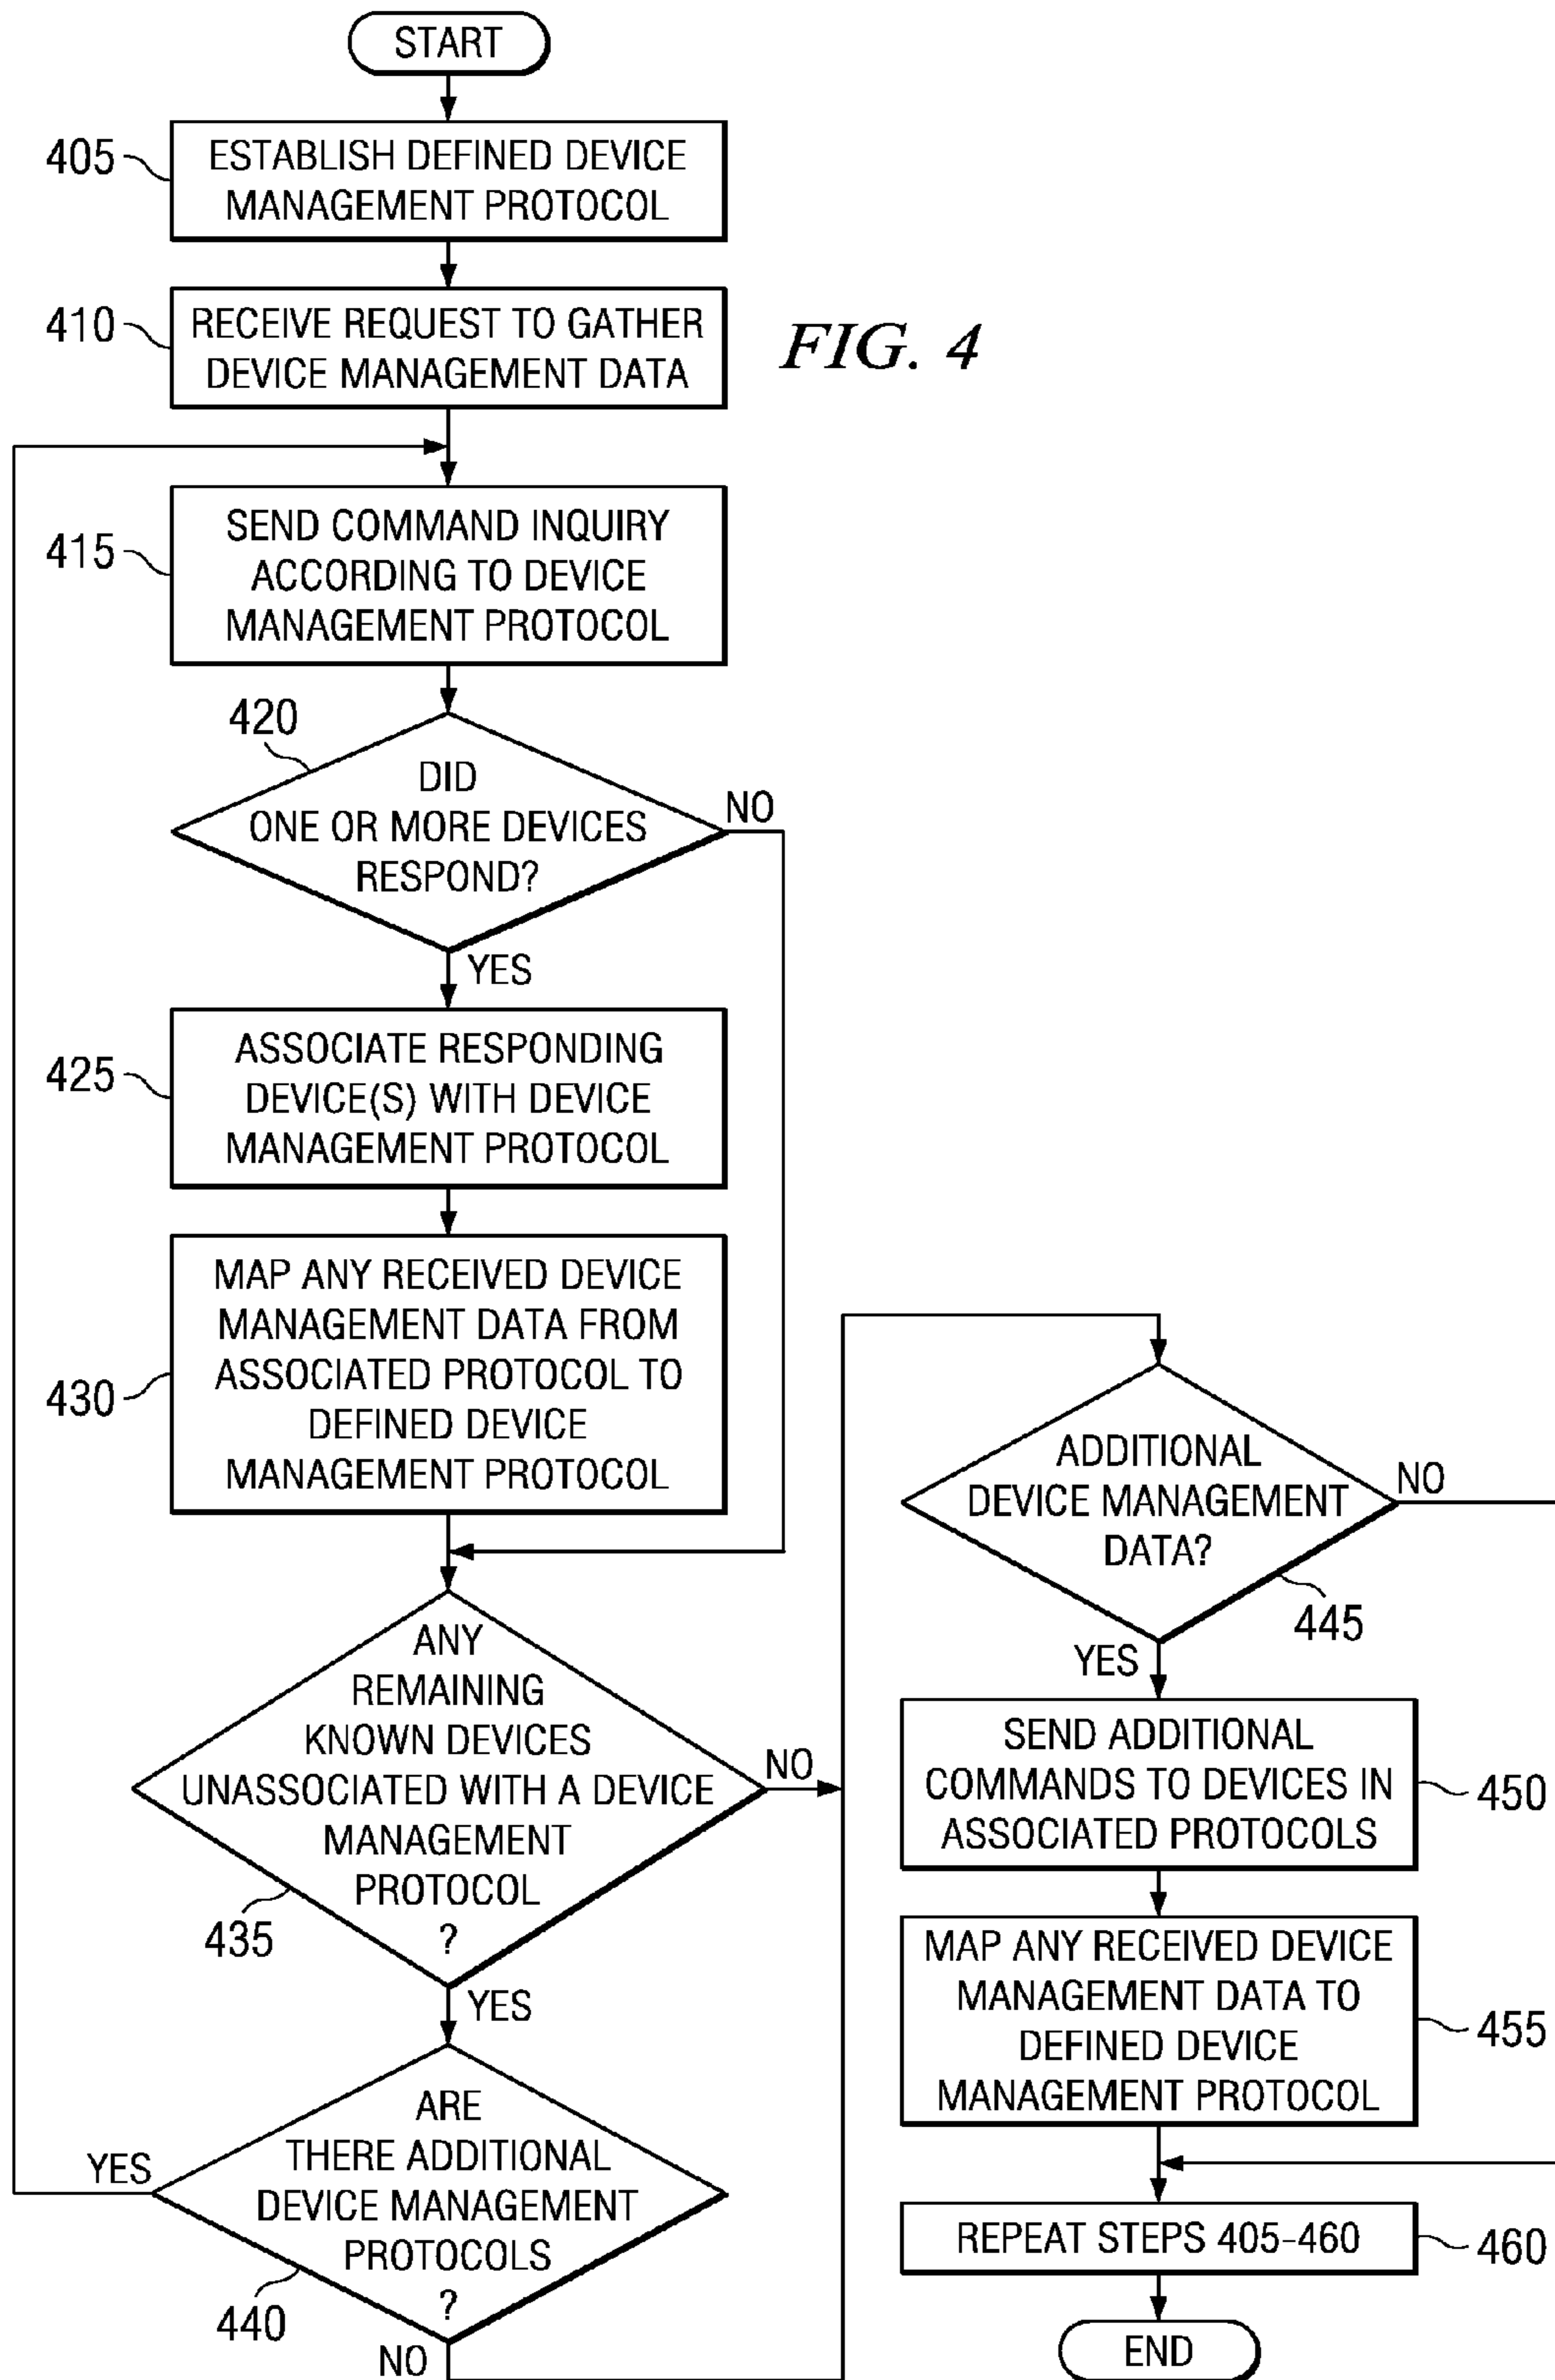 START
405
ESTABLISH DEFINED DEVICE
MANAGEMENT PROTOCOL
410
RECEIVE REQUEST TO GATHER
DEVICE MANAGEMENT DATA
FIG. 4
415
SEND COMMAND INQUIRY
ACCORDING TO DEVICE
MANAGEMENT PROTOCOL
420
DID
ONE OR MORE DEVICES
RESPOND?
NO
YES
425
ASSOCIATE RESPONDING
DEVICE(S) WITH DEVICE
MANAGEMENT PROTOCOL
430
MAP ANY RECEIVED DEVICE
MANAGEMENT DATA FROM
ASSOCIATED PROTOCOL TO
DEFINED DEVICE
MANAGEMENT PROTOCOL
ANY
REMAINING
KNOWN DEVICES
UNASSOCIATED WITH A DEVICE
MANAGEMENT
PROTOCOL
?
435
NO
YES
ARE
THERE ADDITIONAL
DEVICE MANAGEMENT
PROTOCOLS
?
440
YES
NO
ADDITIONAL
DEVICE MANAGEMENT
DATA?
445
NO
YES
SEND ADDITIONAL
COMMANDS TO DEVICES IN
ASSOCIATED PROTOCOLS
450
MAP ANY RECEIVED DEVICE
MANAGEMENT DATA TO
DEFINED DEVICE
MANAGEMENT PROTOCOL
455
REPEAT STEPS 405-460
460
END